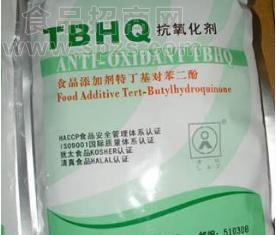 食品招商网
www.spzs.com
TBHQ 抗氧化剂
ANTI-OXIDANT TBHQ
食品添加剂特丁基对苯二酚
Food Additive Tert-Butylhydroquinone
HACCP食品安全管理体系认证
ISO9001国际质量体系认证
犹太食品KOSHER认证
清真食品HALAL认证
510308